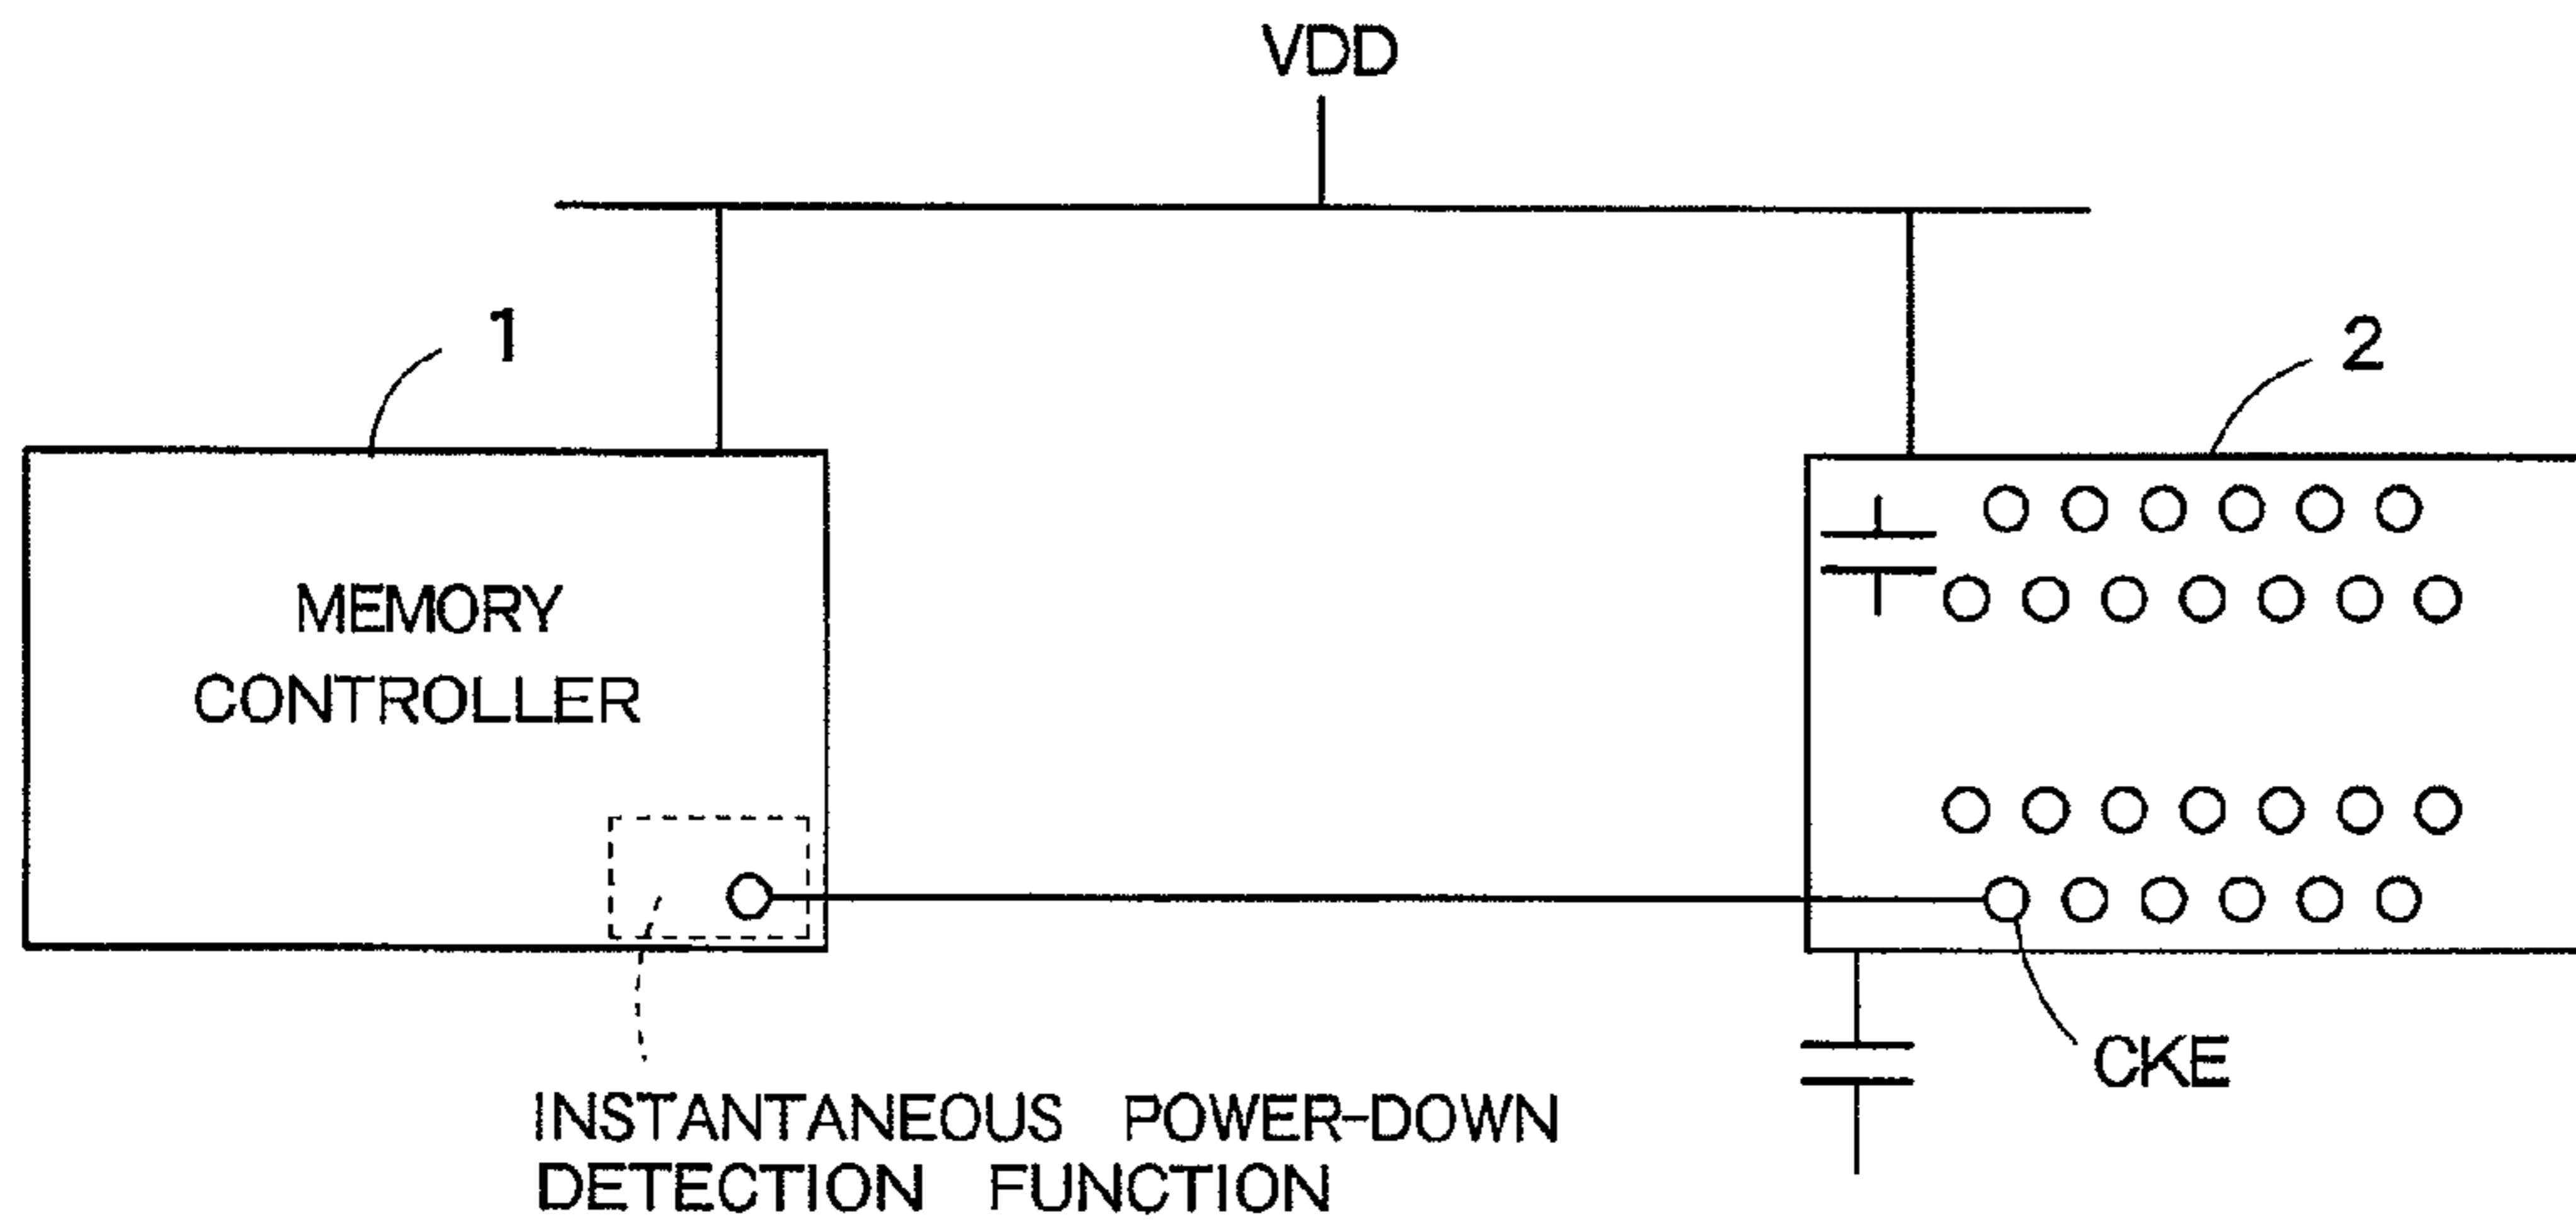 VDD
1
2
MEMORY
CONTROLLER
CKE
INSTANTANEOUS POWER-DOWN
DETECTION FUNCTION